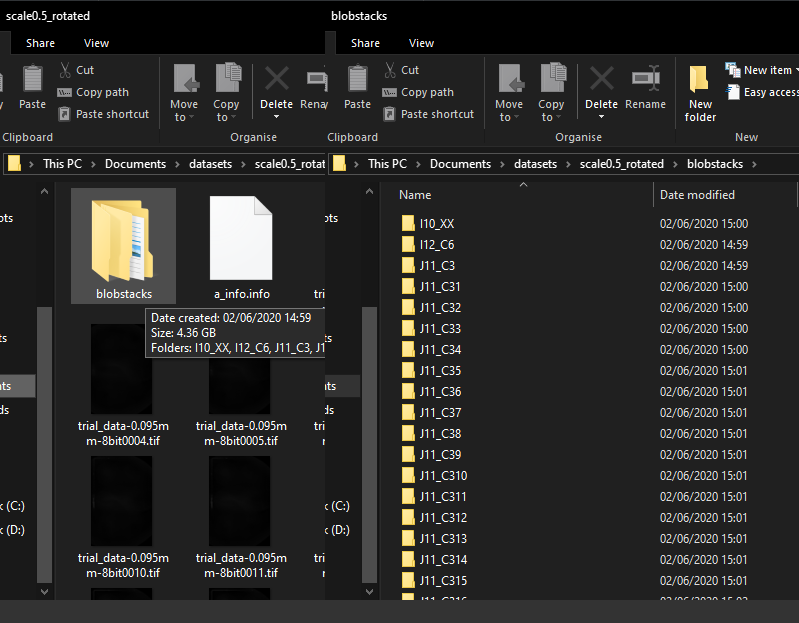 scale0.5_rotated
Share View
Cut
Copy path
Paste shortcut
Paste
Move to
Copy to
Delete
Rena
Clipboard
Organise
This PC > Documents > datasets > scale0.5_rotat
ots
ts
nts
ds
k (C:)
k (D:)
blobstacks
a_info.info
tri
Date created: 02/06/2020 14:59
Size: 4.36 GB
Folders: I10_XX, I12_C6, J11_C3, J1
trial_data-0.095m
m-8bit0004.tif
trial_data-0.095m
m-8bit0005.tif
tri
m
trial_data-0.095m
m-8bit0010.tif
trial_data-0.095m
m-8bit0011.tif
tri
m
blobstacks
Share View
Paste
Cut
Copy path
Paste shortcut
Move to
Copy to
Delete
Rename
New folder
New item
Easy access
Clipboard
Organise
New
This PC > Documents > datasets > scale0.5_rotated > blobstacks >
ots
ts
nts
ds
k (C:)
k (D:)
Name Date modified
I10_XX 02/06/2020 15:00
I12_C6 02/06/2020 14:59
J11_C3 02/06/2020 14:59
J11_C31 02/06/2020 15:00
J11_C32 02/06/2020 15:00
J11_C33 02/06/2020 15:00
J11_C34 02/06/2020 15:00
J11_C35 02/06/2020 15:01
J11_C36 02/06/2020 15:01
J11_C37 02/06/2020 15:01
J11_C38 02/06/2020 15:01
J11_C39 02/06/2020 15:01
J11_C310 02/06/2020 15:01
J11_C311 02/06/2020 15:01
J11_C312 02/06/2020 15:01
J11_C313 02/06/2020 15:01
J11_C314 02/06/2020 15:01
J11_C315 02/06/2020 15:01